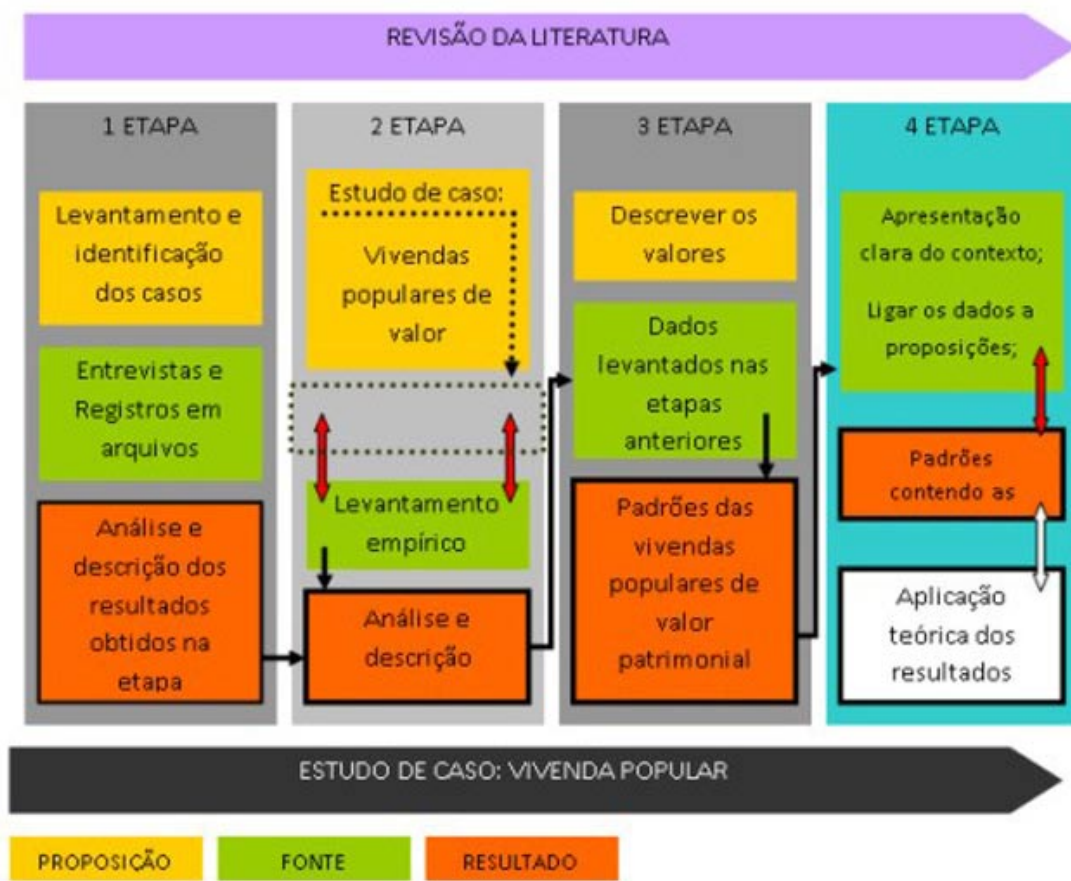 REVISÃO DA LITERATURA
1 ETAPA
Levantamento e
identificação
dos casos
Entrevistas e
Registros em
arquivos
Análise e
descrição dos
resultados
obtidos na
etapa
2 ETAPA
Estudo de caso:
Vivendas
populares de
valor
Levantamento
empírico
Análise e
descrição
3 ETAPA
Descrever os
valores
Dados
levantados nas
etapas
anteriores
Padrões das
vivendas
populares de
valor
patrimonial
4 ETAPA
Apresentação
clara do contexto;
Ligar os dados a
proposições;
Padrões
contendo as
Aplicação
teórica dos
resultados
ESTUDO DE CASO: VIVENDA POPULAR
PROPOSIÇÃO
FONTE
RESULTADO